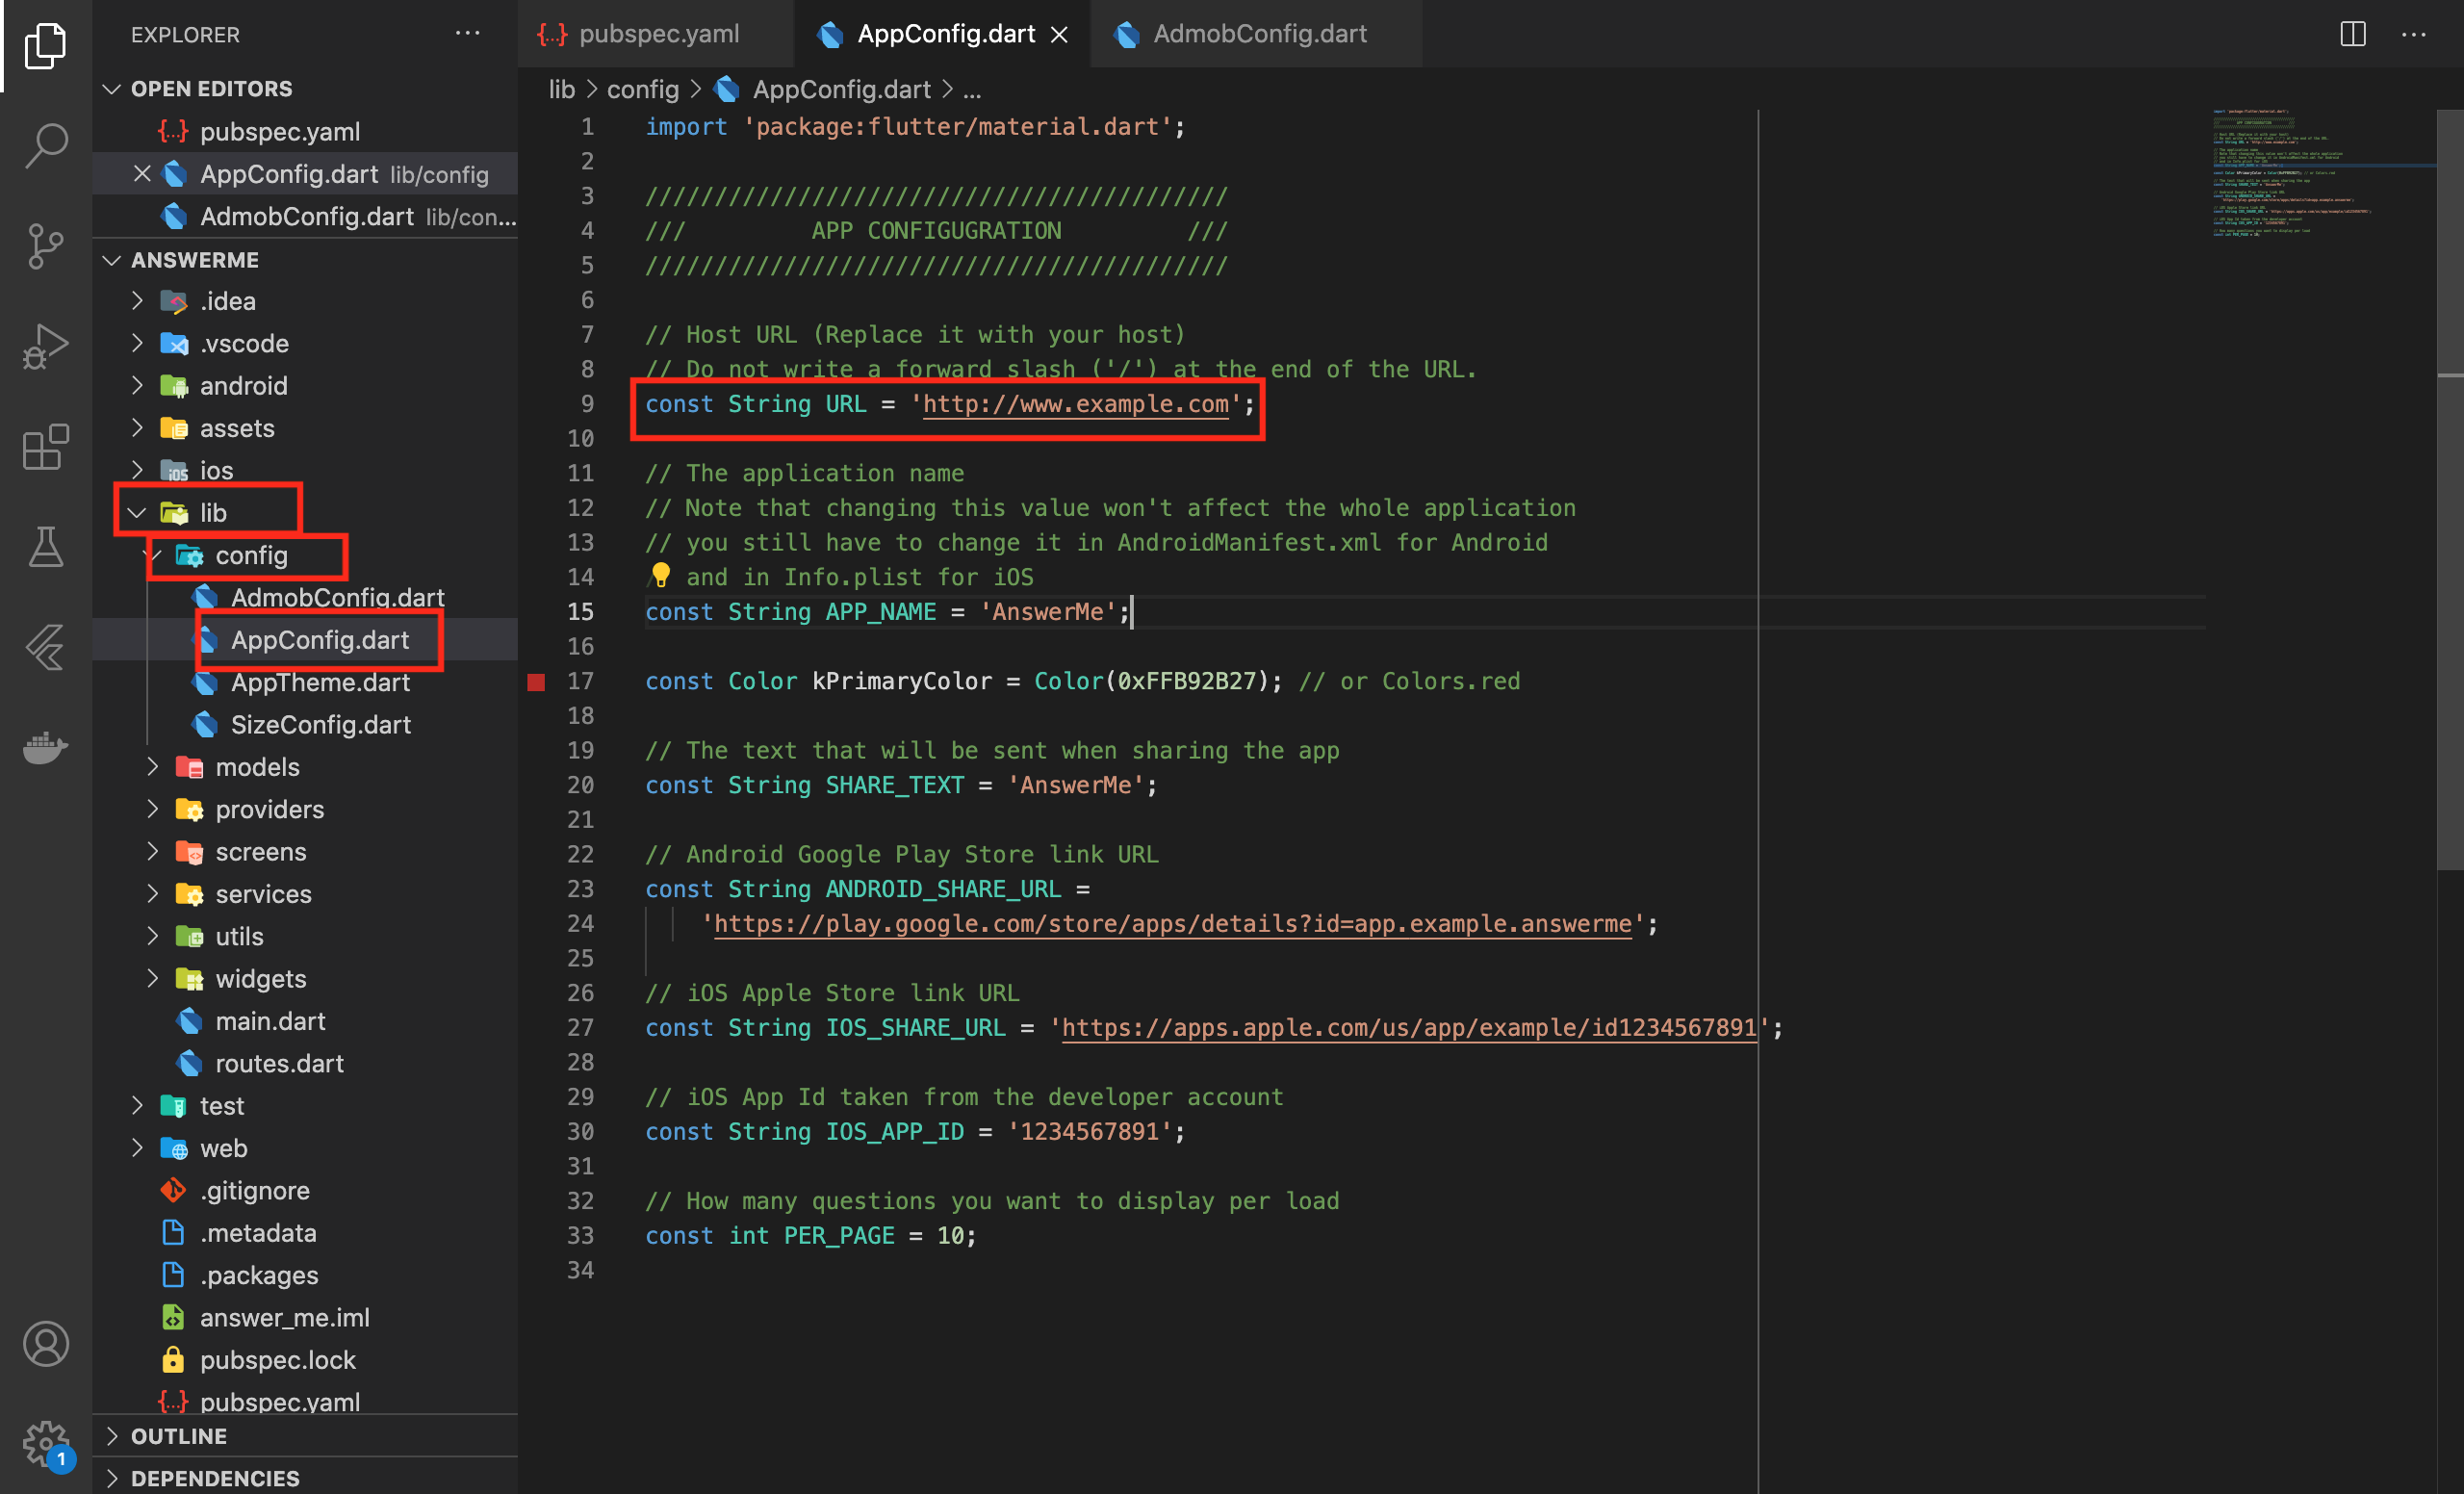 EXPLORER
OPEN EDITORS
pubspec.yaml
AppConfig.dart lib/config
AdmobConfig.dart lib/con...
ANSWERME
.idea
.vscode
android
assets
ios
lib
config
AdmobConfig.dart
AppConfig.dart
AppTheme.dart
SizeConfig.dart
models
providers
screens
services
utils
widgets
main.dart
routes.dart
test
web
.gitignore
.metadata
.packages
answer_me.iml
pubspec.lock
pubspec.yaml
OUTLINE
DEPENDENCIES
1
pubspec.yaml
AppConfig.dart
AdmobConfig.dart
lib > config > AppConfig.dart > ...
1 import 'package:flutter/material.dart';
2
3 //////////////////////////////////////////
4 ///         APP CONFIGUGRATION         ///
5 //////////////////////////////////////////
6
7 // Host URL (Replace it with your host)
8 // Do not write a forward slash ('/') at the end of the URL.
9 const String URL = 'http://www.example.com';
10
11 // The application name
12 // Note that changing this value won't affect the whole application
13 // you still have to change it in AndroidManifest.xml for Android
14 / and in Info.plist for iOS
15 const String APP_NAME = 'AnswerMe';
16
17 const Color kPrimaryColor = Color(0xFFB92B27); // or Colors.red
18
19 // The text that will be sent when sharing the app
20 const String SHARE_TEXT = 'AnswerMe';
21
22 // Android Google Play Store link URL
23 const String ANDROID_SHARE_URL =
24     'https://play.google.com/store/apps/details?id=app.example.answerme';
25
26 // iOS Apple Store link URL
27 const String IOS_SHARE_URL = 'https://apps.apple.com/us/app/example/id1234567891';
28
29 // iOS App Id taken from the developer account
30 const String IOS_APP_ID = '1234567891';
31
32 // How many questions you want to display per load
33 const int PER_PAGE = 10;
34